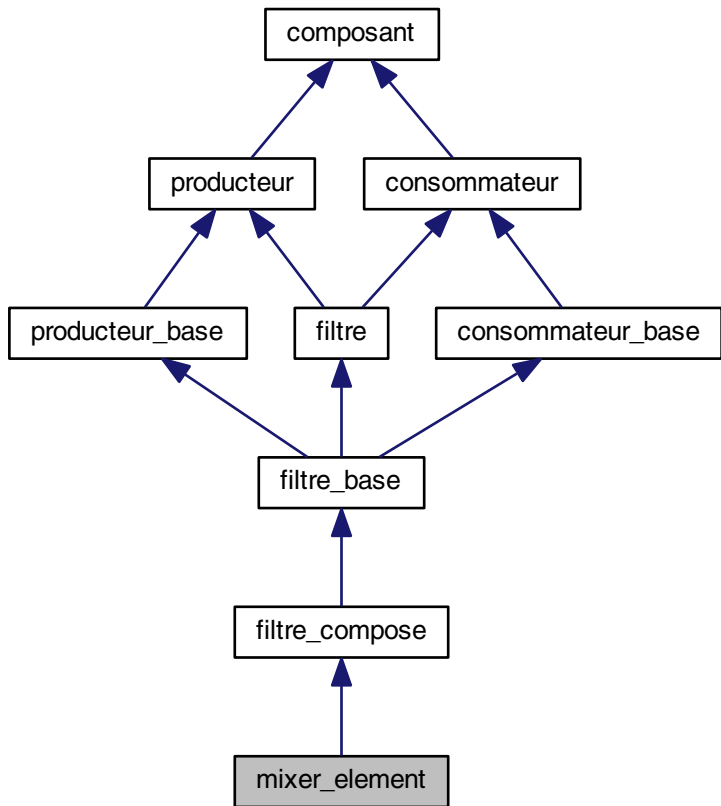 composant
producteur
consommateur
producteur_base
filtre
consommateur_base
filtre_base
filtre_compose
mixer_element